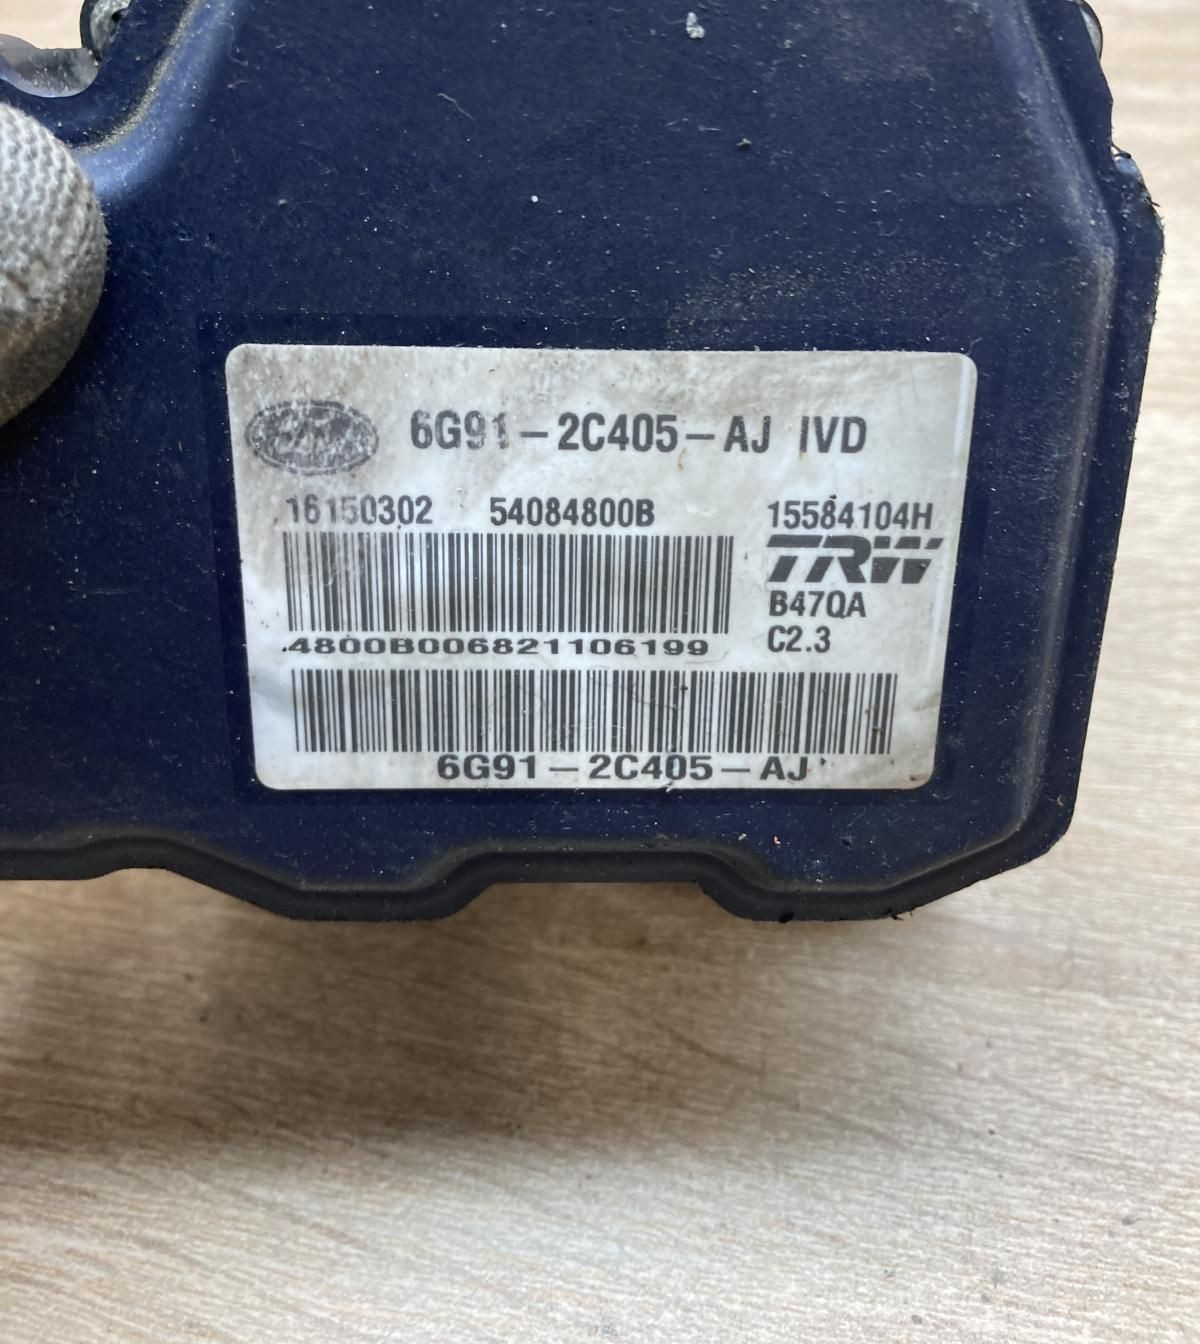 6G91-2C405-AJ IVD
16150302 54084800B 15584104H
TRW
B47QA
4800B006821106199 C2.3
6G91-2C405-AJ